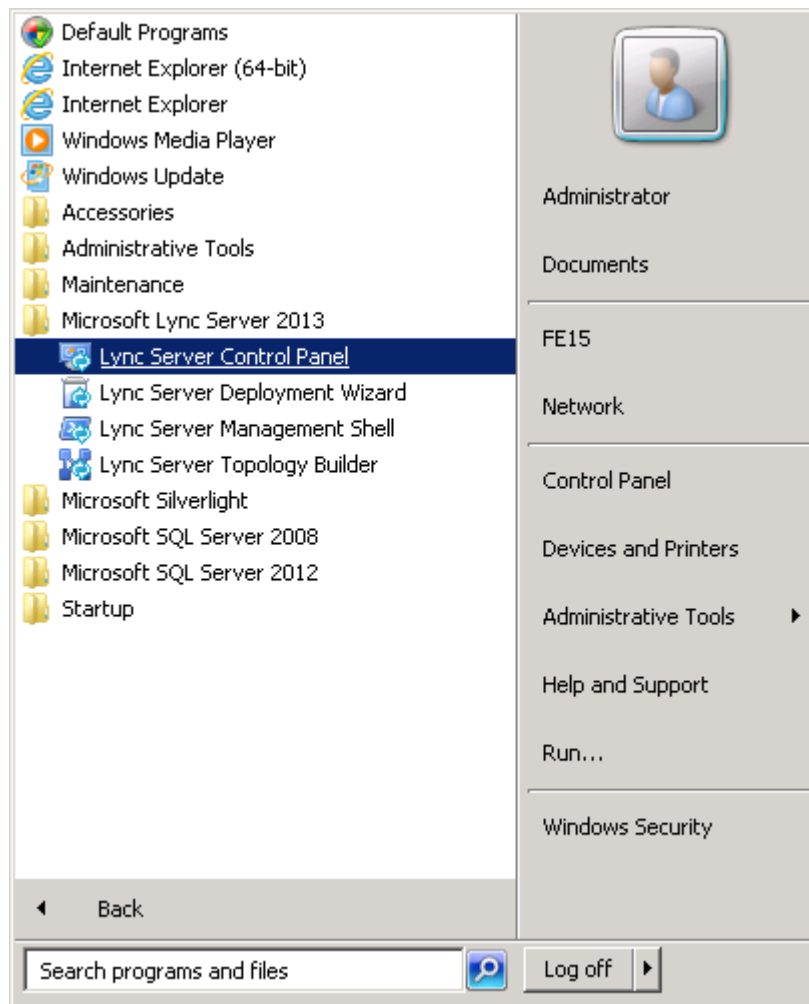 Default Programs
Internet Explorer (64-bit)
Internet Explorer
Windows Media Player
Windows Update
Accessories
Administrative Tools
Maintenance
Microsoft Lync Server 2013
Lync Server Control Panel
Lync Server Deployment Wizard
Lync Server Management Shell
Lync Server Topology Builder
Microsoft Silverlight
Microsoft SQL Server 2008
Microsoft SQL Server 2012
Startup
Back
Search programs and files
Administrator
Documents
FE15
Network
Control Panel
Devices and Printers
Administrative Tools
Help and Support
Run...
Windows Security
Log off